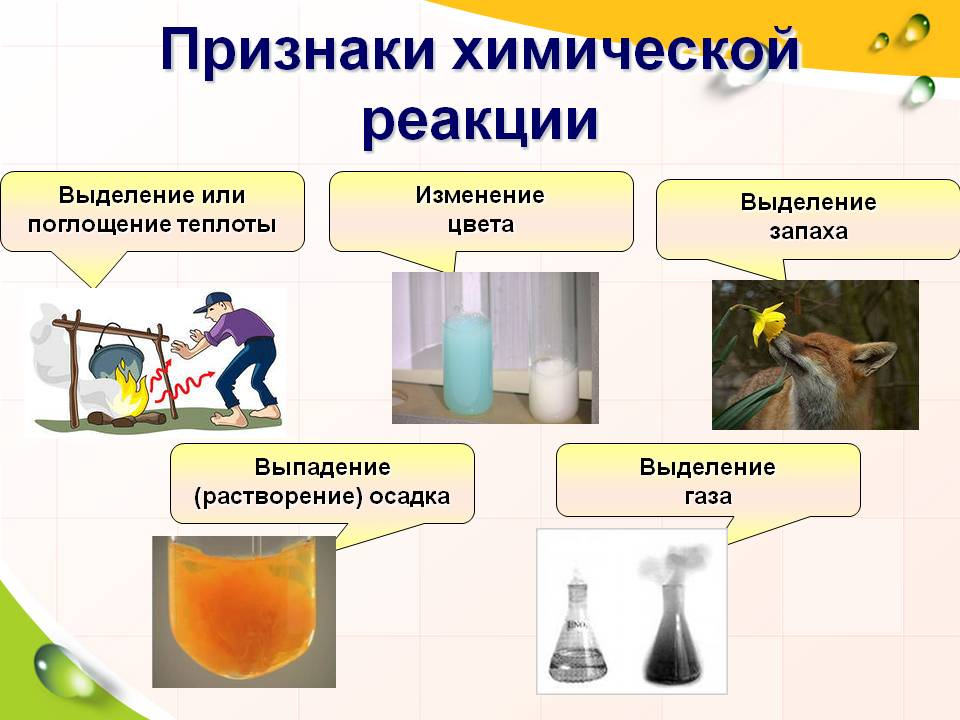 Признаки химической
реакции
Выделение или
поглощение теплоты
Изменение
цвета
Выделение
запаха
Выпадение
(растворение) осадка
Выделение
газа